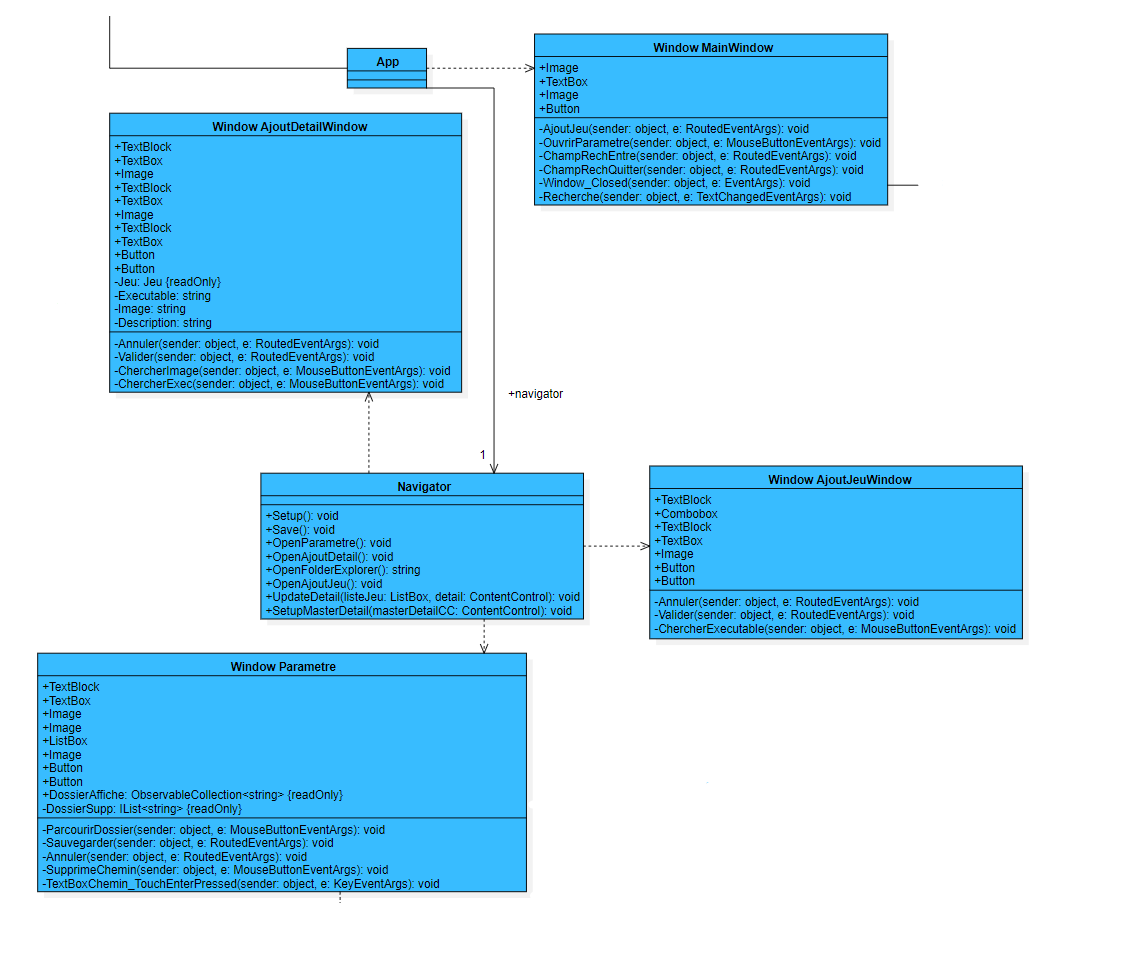 App
Window MainWindow
+Image
+TextBox
+Image
+Button
-AjoutJeu(sender: object, e: RoutedEventArgs): void
-OuvrirParametre(sender: object, e: MouseButtonEventArgs): void
-ChampRechEntre(sender: object, e: RoutedEventArgs): void
-ChampRechQuitter(sender: object, e: RoutedEventArgs): void
-Window_Closed(sender: object, e: EventArgs): void
-Recherche(sender: object, e: TextChangedEventArgs): void
Window AjoutDetailWindow
+TextBlock
+TextBox
+Image
+TextBlock
+TextBox
+Image
+TextBlock
+TextBox
+Button
+Button
-Jeu: Jeu {readOnly}
-Executable: string
-Image: string
-Description: string
-Annuler(sender: object, e: RoutedEventArgs): void
-Valider(sender: object, e: RoutedEventArgs): void
-ChercherImage(sender: object, e: MouseButtonEventArgs): void
-ChercherExec(sender: object, e: MouseButtonEventArgs): void
+navigator
1
Navigator
+Setup(): void
+Save(): void
+OpenParametre(): void
+OpenAjoutDetail(): void
+OpenFolderExplorer(): string
+OpenAjoutJeu(): void
+UpdateDetail(listeJeu: ListBox, detail: ContentControl): void
+SetupMasterDetail(masterDetailCC: ContentControl): void
Window AjoutJeuWindow
+TextBlock
+Combobox
+TextBlock
+TextBox
+Image
+Button
+Button
-Annuler(sender: object, e: RoutedEventArgs): void
-Valider(sender: object, e: RoutedEventArgs): void
-ChercherExecutable(sender: object, e: MouseButtonEventArgs): void
Window Parametre
+TextBlock
+TextBox
+Image
+Image
+ListBox
+Image
+Button
+Button
+DossierAffiche: ObservableCollection<string> {readOnly}
-DossierSupp: IList<string> {readOnly}
-ParcourirDossier(sender: object, e: MouseButtonEventArgs): void
-Sauvegarder(sender: object, e: RoutedEventArgs): void
-Annuler(sender: object, e: RoutedEventArgs): void
-SupprimeChemin(sender: object, e: MouseButtonEventArgs): void
-TextBoxChemin_TouchEnterPressed(sender: object, e: KeyEventArgs): void